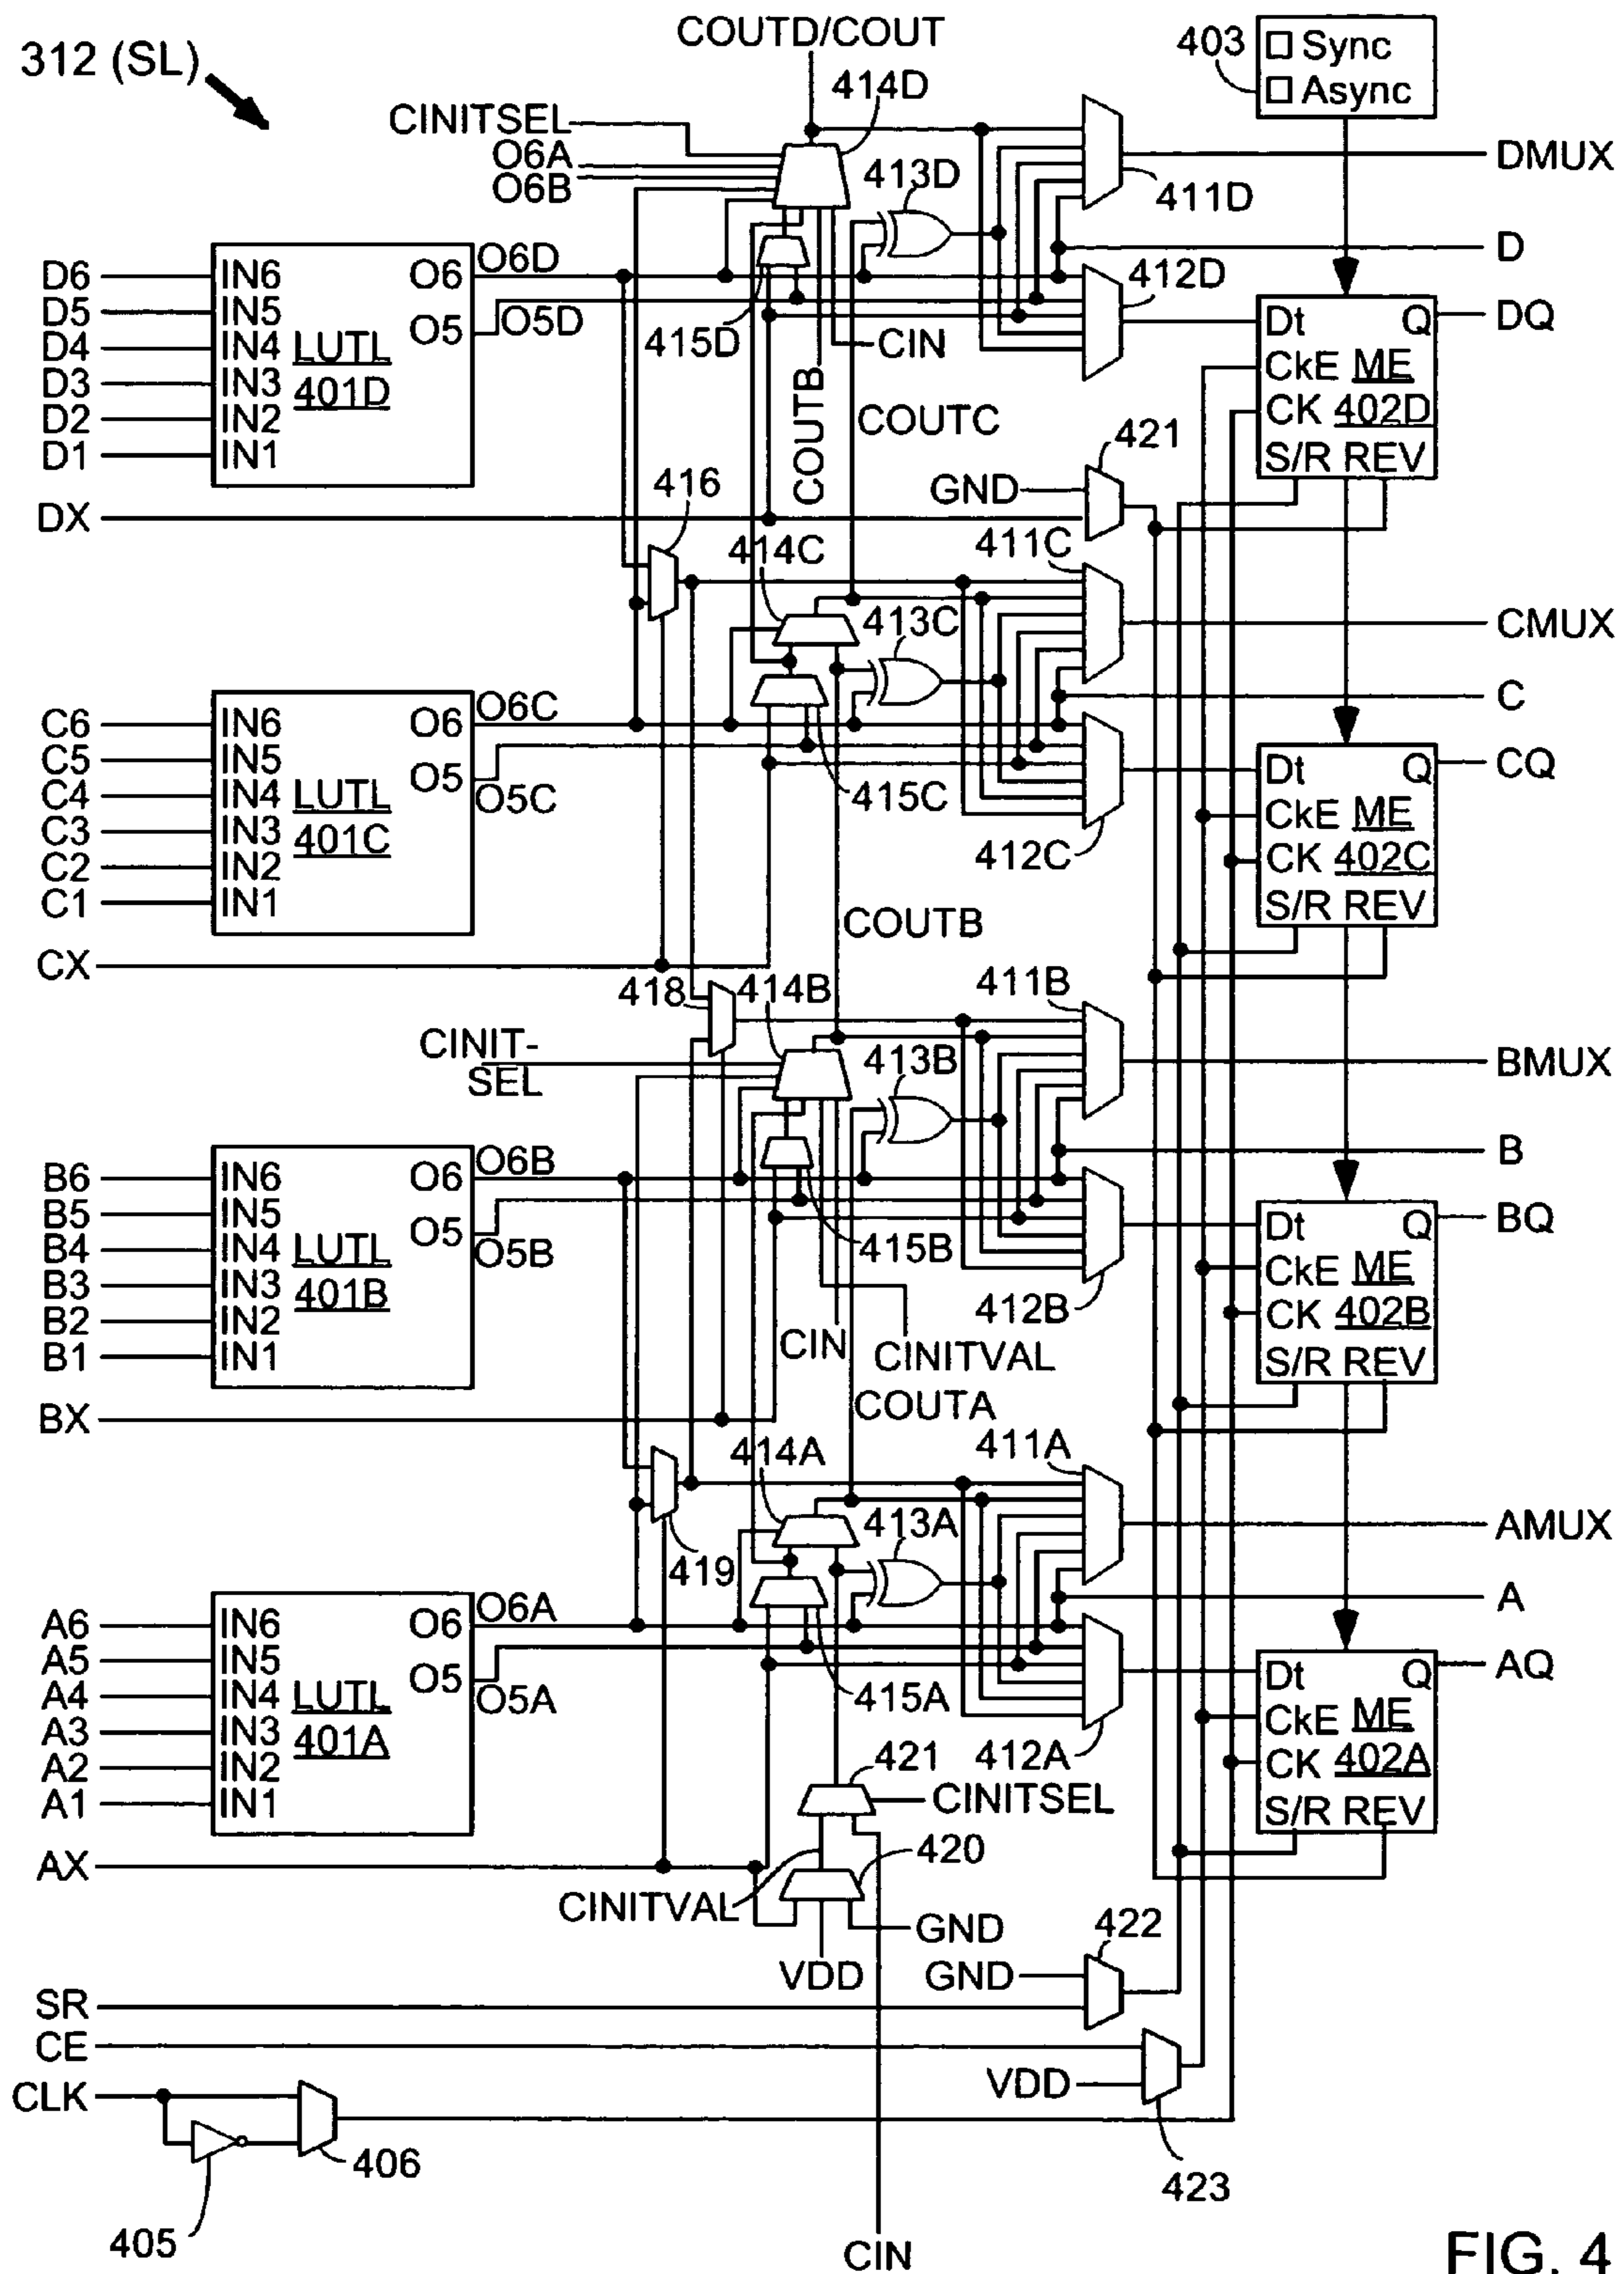 312 (SL)
COUTD/COUT
414D
403
Sync
Async
CINITSEL
O6A
O6B
413D
411D
DMUX
D
D6
D5
D4
D3
D2
D1
IN6
IN5
IN4
IN3
IN2
IN1
LUTL
401D
O6
O5
O6D
O5D
415D
COUTB
CIN
COUTC
412D
Dt
Q
CkE
ME
CK
402D
S/R
REV
DQ
DX
416
GND
421
414C
413C
411C
CMUX
C
C6
C5
C4
C3
C2
C1
IN6
IN5
IN4
IN3
IN2
IN1
LUTL
401C
O6
O5
O6C
O5C
415C
412C
Dt
Q
CkE
ME
CK
402C
S/R
REV
CQ
COUTB
CX
418
414B
411B
CINIT-
SEL
413B
BMUX
B
B6
B5
B4
B3
B2
B1
IN6
IN5
IN4
IN3
IN2
IN1
LUTL
401B
O6
O5
O6B
O5B
415B
412B
CIN
CINITVAL
Dt
Q
CkE
ME
CK
402B
S/R
REV
BQ
COUTA
BX
414A
411A
413A
AMUX
419
A
A6
A5
A4
A3
A2
A1
IN6
IN5
IN4
IN3
IN2
IN1
LUTL
401A
O6
O5
O6A
O5A
415A
412A
421
CINITSEL
Dt
Q
CkE
ME
CK
402A
S/R
REV
AQ
AX
420
CINITVAL
GND
VDD
422
GND
SR
CE
VDD
CLK
406
423
405
CIN
FIG. 4